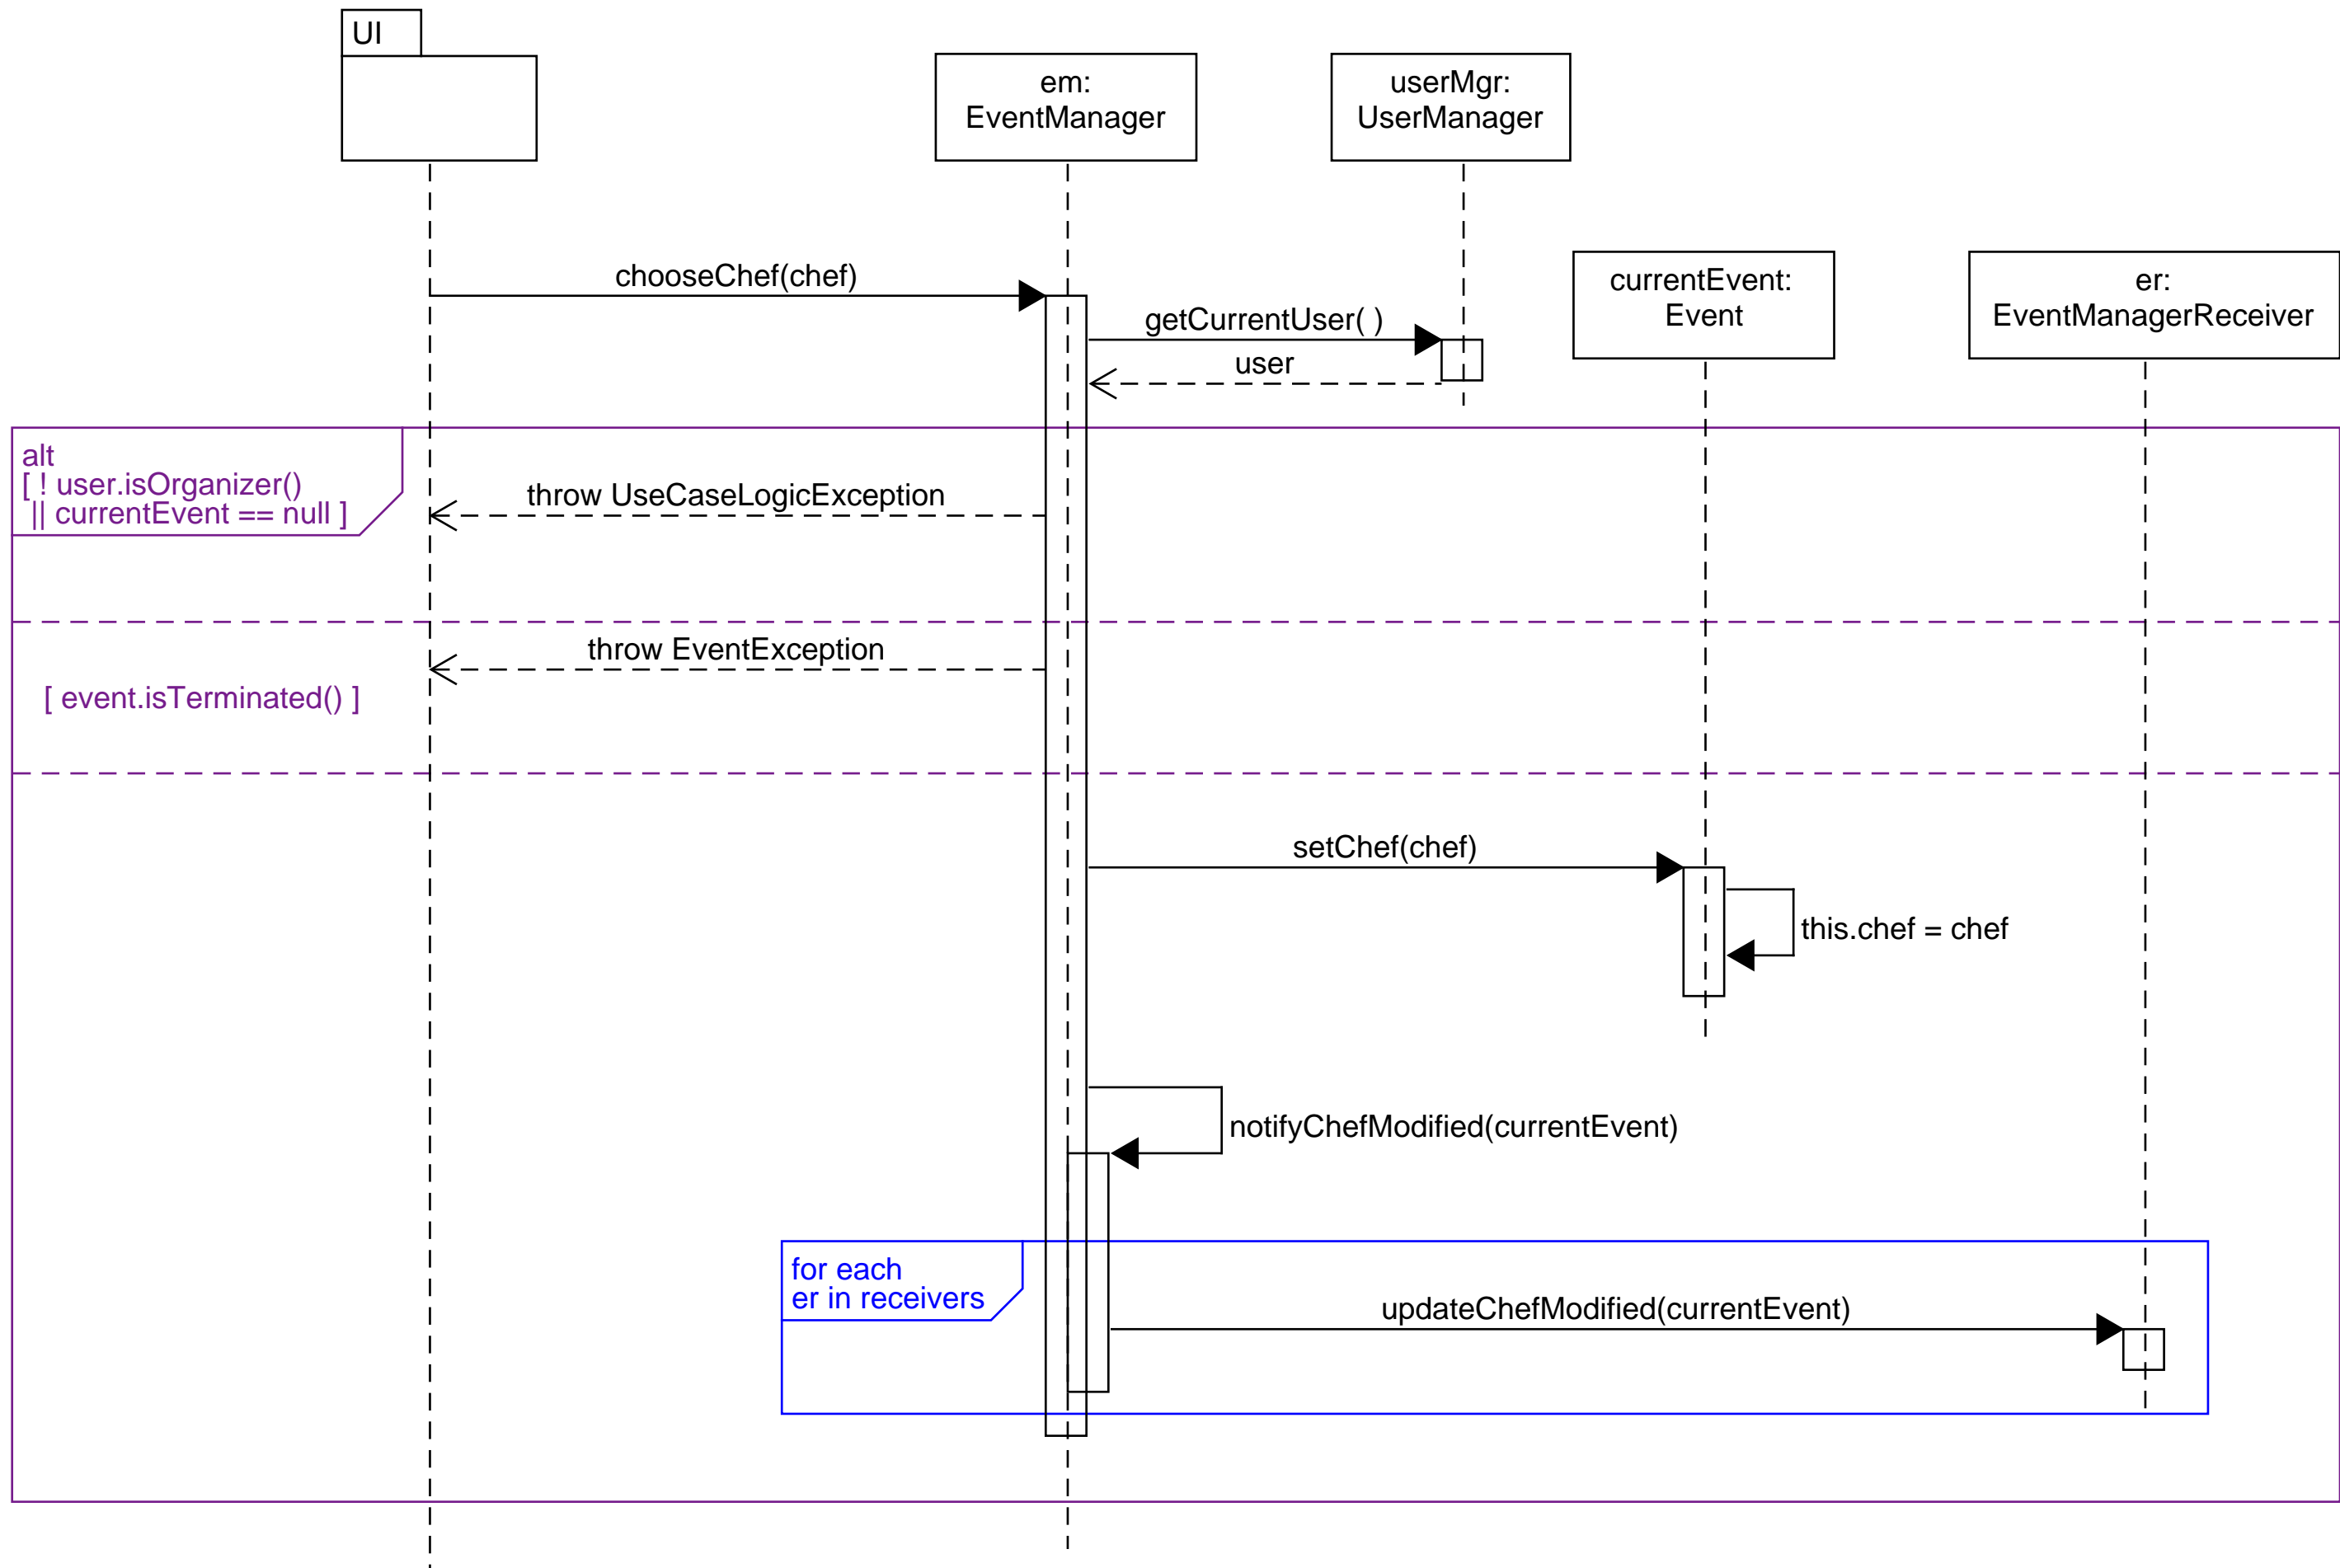 UI
em:
EventManager
userMgr:
UserManager
chooseChef(chef)
currentEvent:
Event
er:
EventManagerReceiver
getCurrentUser( )
user
alt
[ ! user.isOrganizer()
|| currentEvent == null ]
throw UseCaseLogicException
throw EventException
[ event.isTerminated() ]
setChef(chef)
this.chef = chef
notifyChefModified(currentEvent)
for each
er in receivers
updateChefModified(currentEvent)